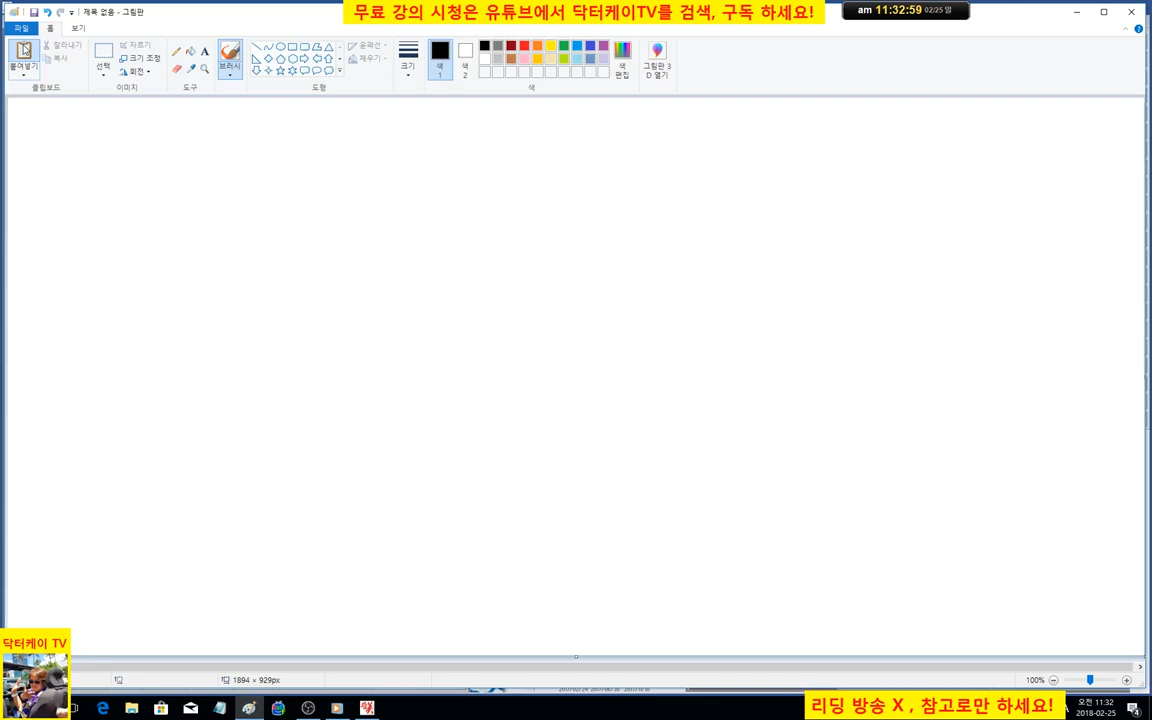 무료 강의 시청은 유튜브에서 닥터케이TV를 검색, 구독 하세요!
am 11:32:59 02/25 일
제목 없음 - 그림판
파일
홈
보기
붙여넣기
잘라내기
복사
클립보드
선택
자르기
크기 조정
회전
이미지
A
도구
브러시
윤곽선
채우기
도형
크기
색
1
색
2
색
편집
색
그림판 3
D 열기
닥터케이 TV
1894 × 929px
100%
리딩 방송 X , 참고로만 하세요!
오전 11:32
2018-02-25
4